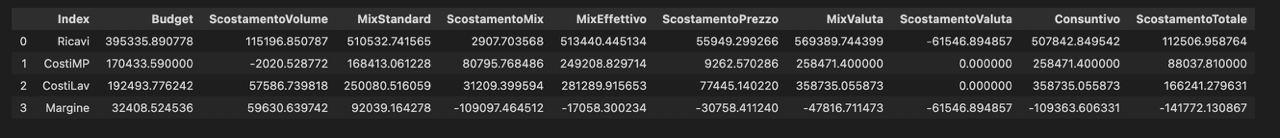 Index Budget ScostamentoVolume MixStandard ScostamentoMix MixEffettivo ScostamentoPrezzo MixValuta ScostamentoValuta Consuntivo ScostamentoTotale
0 Ricavi 395335.890778 115196.850787 510532.741565 2907.703568 513440.445134 55949.299266 569389.744399 -61546.894857 507842.849542 112506.958764
1 CostiMP 170433.590000 -2020.528772 168413.061228 80795.768486 249208.829714 9262.570286 258471.400000 0.000000 258471.400000 88037.810000
2 CostiLav 192493.776242 57586.739818 250080.516059 31209.399594 281289.915653 77445.140220 358735.055873 0.000000 358735.055873 166241.279631
3 Margine 32408.524536 59630.639742 92039.164278 -109097.464512 -17058.300234 -30758.411240 -47816.711473 -61546.894857 -109363.606331 -141772.130867